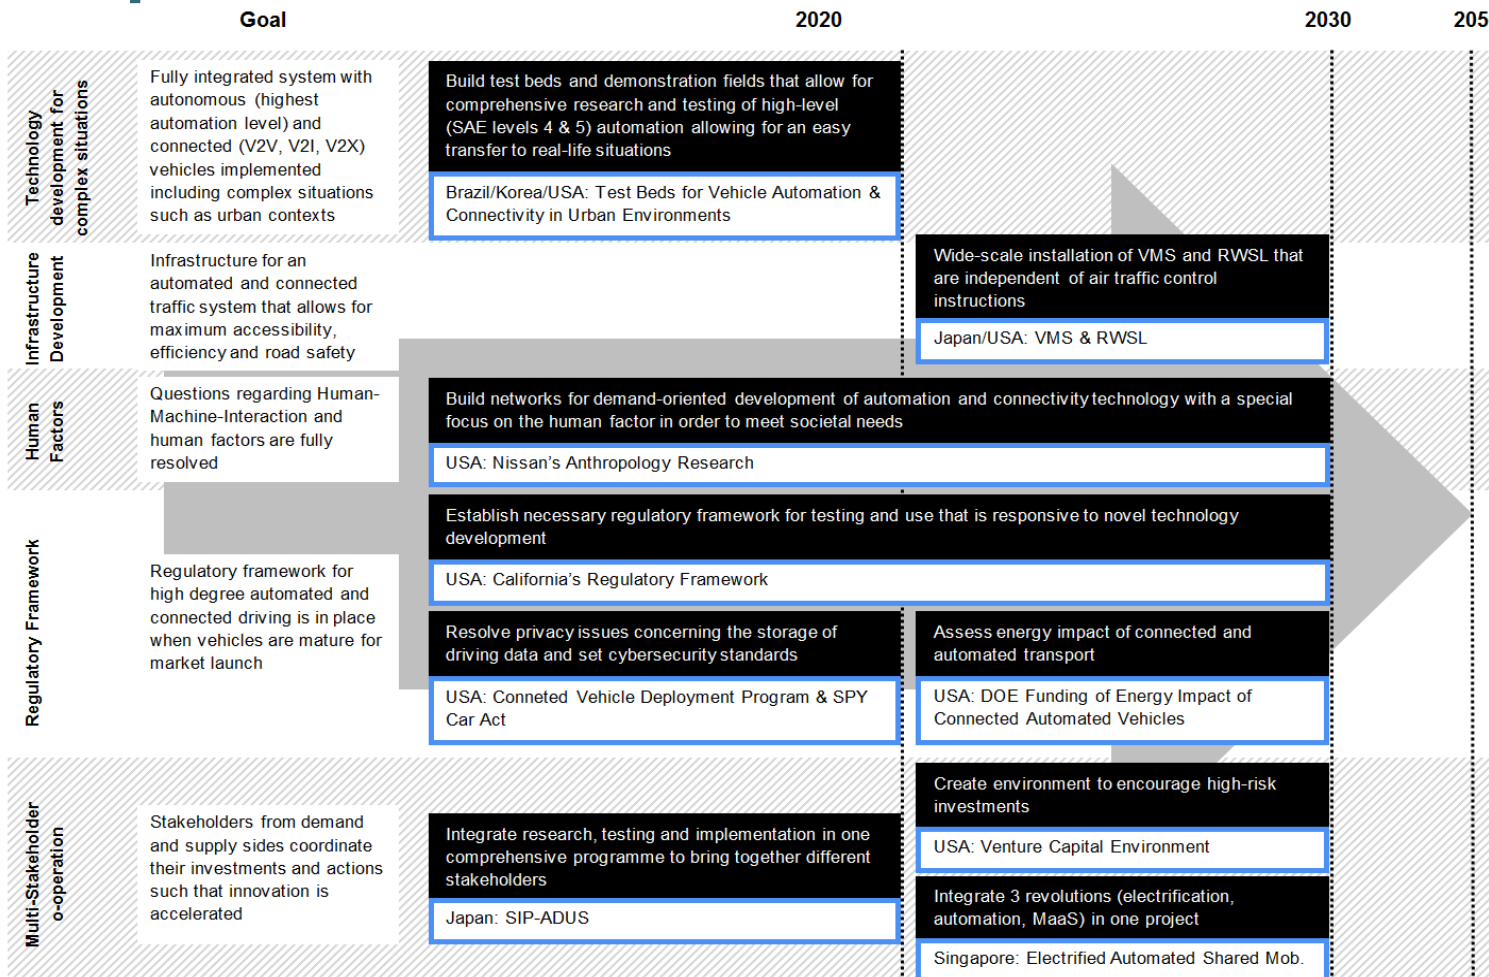 Goal 2020 2030 205
Technology
development for
complex situations
Fully integrated system with
autonomous (highest
automation level) and
connected (V2V, V2I, V2X)
vehicles implemented
including complex situations
such as urban contexts
Build test beds and demonstration fields that allow for
comprehensive research and testing of high-level
(SAE levels 4 & 5) automation allowing for an easy
transfer to real-life situations
Brazil/Korea/USA: Test Beds for Vehicle Automation &
Connectivity in Urban Environments
Infrastructure
Development
Infrastructure for an
automated and connected
traffic system that allows for
maximum accessibility,
efficiency and road safety
Wide-scale installation of VMS and RWSL that
are independent of air traffic control
instructions
Japan/USA: VMS & RWSL
Human
Factors
Questions regarding Human-
Machine-Interaction and
human factors are fully
resolved
Build networks for demand-oriented development of automation and connectivity technology with a special
focus on the human factor in order to meet societal needs
USA: Nissan's Anthropology Research
Regulatory Framework
Regulatory framework for
high degree automated and
connected driving is in place
when vehicles are mature for
market launch
Establish necessary regulatory framework for testing and use that is responsive to novel technology
development
USA: California's Regulatory Framework
Resolve privacy issues concerning the storage of
driving data and set cybersecurity standards
USA: Conneted Vehicle Deployment Program & SPY
Car Act
Assess energy impact of connected and
automated transport
USA: DOE Funding of Energy Impact of
Connected Automated Vehicles
Multi-Stakeholder
o-operation
Stakeholders from demand
and supply sides coordinate
their investments and actions
such that innovation is
accelerated
Integrate research, testing and implementation in one
comprehensive programme to bring together different
stakeholders
Japan: SIP-ADUS
Create environment to encourage high-risk
investments
USA: Venture Capital Environment
Integrate 3 revolutions (electrification,
automation, MaaS) in one project
Singapore: Electrified Automated Shared Mob.